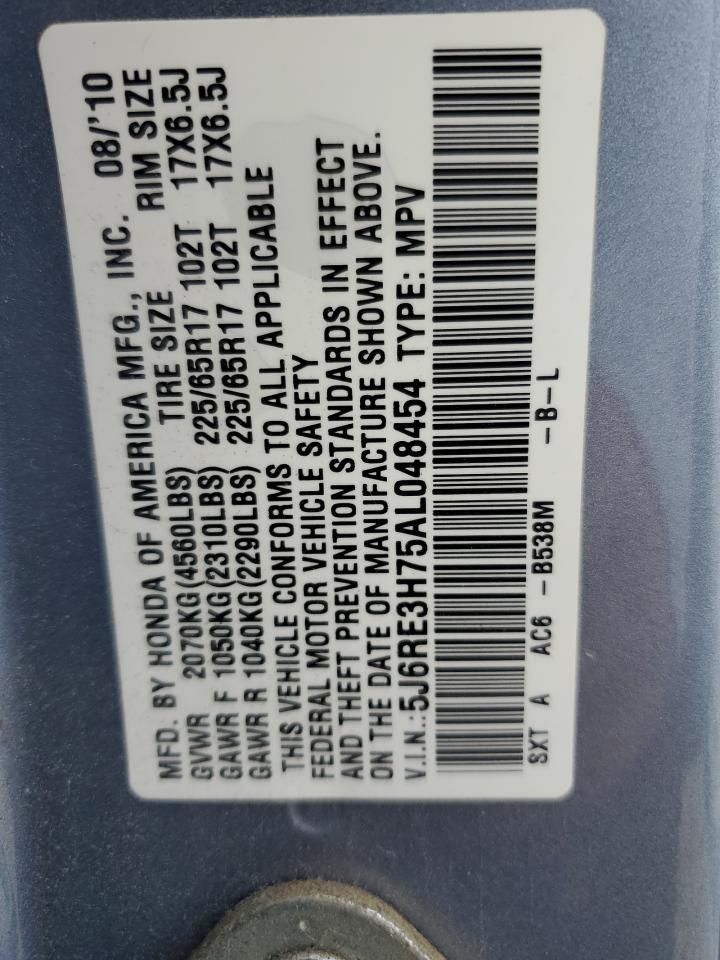 MFD. BY HONDA OF AMERICA MFG., INC. 08/'10
GVWR 2070KG(4560LBS) TIRE SIZE RIM SIZE
GAWR F 1050KG(2310LBS) 225/65R17 102T 17X6.5J
GAWR R 1040KG(2290LBS) 225/65R17 102T 17X6.5J
THIS VEHICLE CONFORMS TO ALL APPLICABLE
FEDERAL MOTOR VEHICLE SAFETY
AND THEFT PREVENTION STANDARDS IN EFFECT
ON THE DATE OF MANUFACTURE SHOWN ABOVE.
V.I.N.:5J6RE3H75AL048454 TYPE: MPV
SXT A AC6 -B538M -B-L